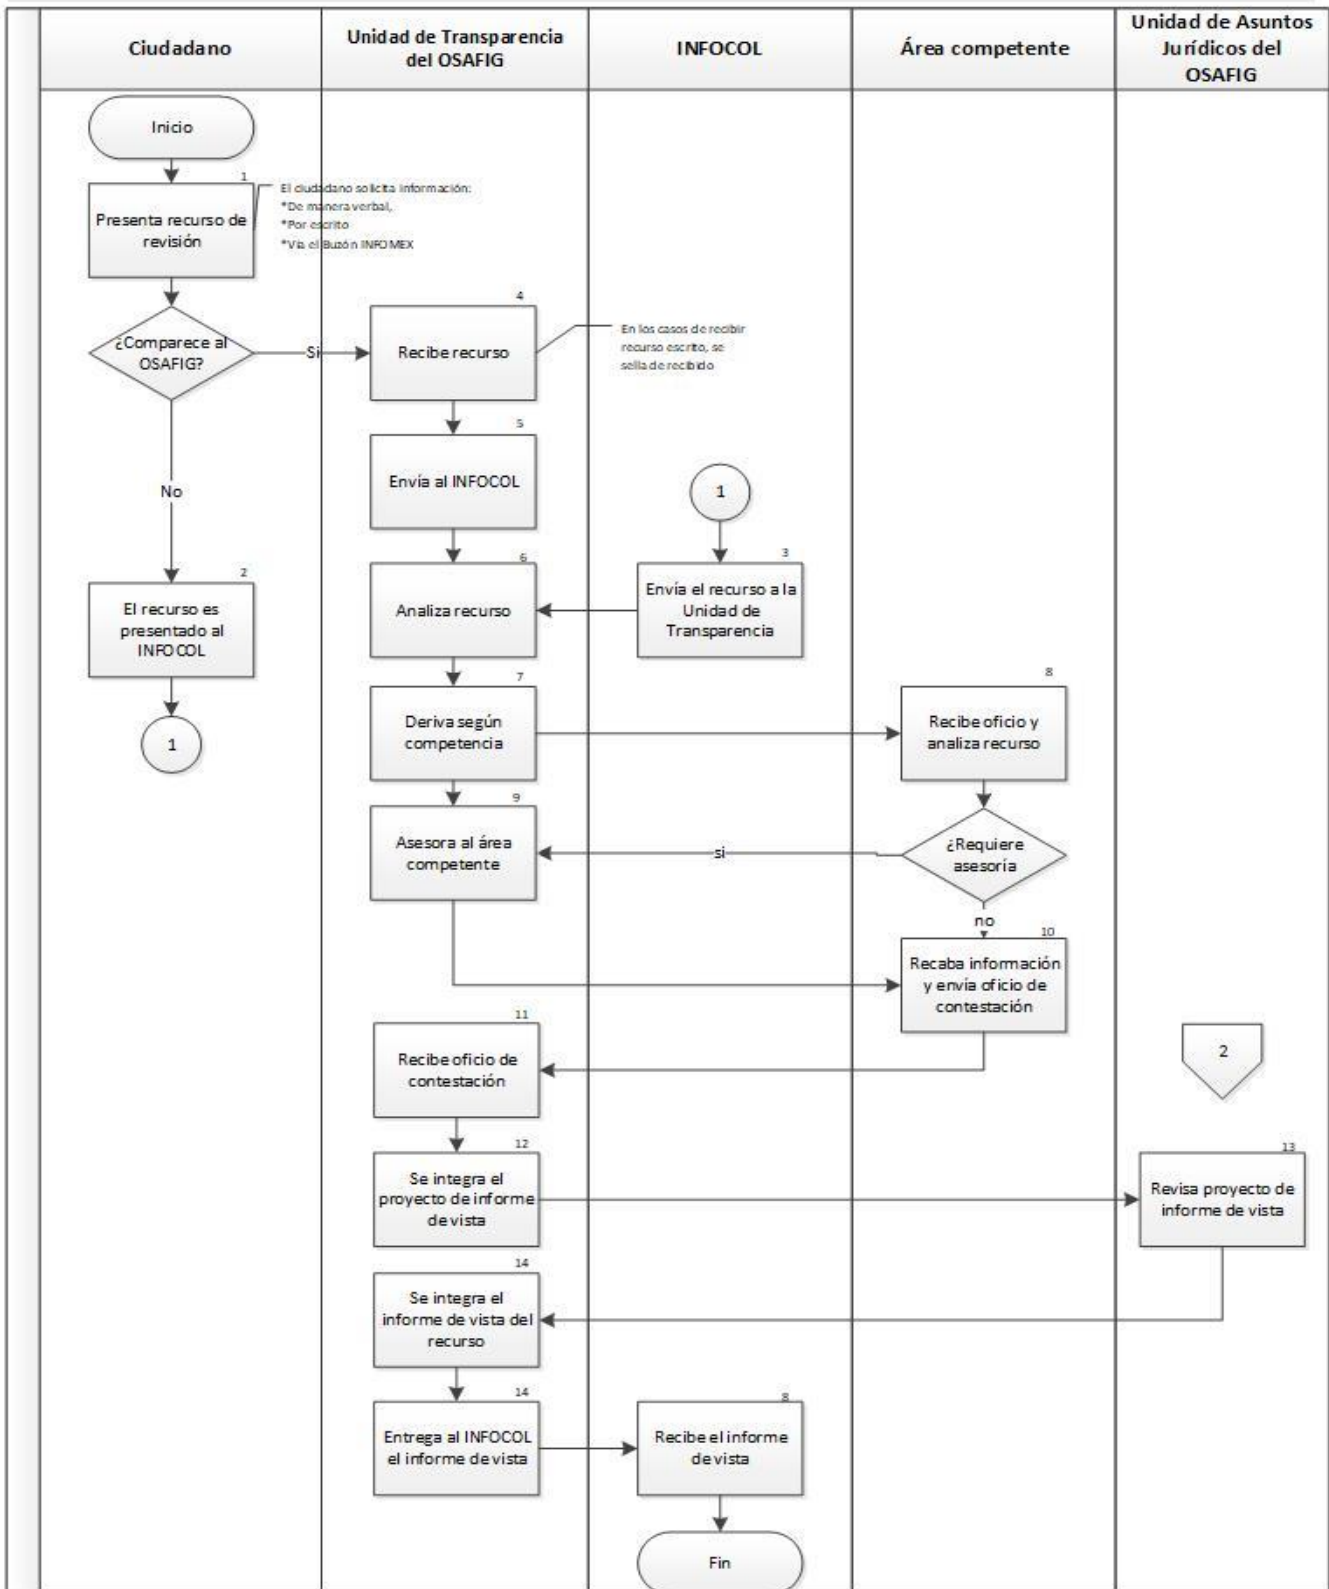 Ciudadano
Unidad de Transparencia
del OSAFIG
INFOCOL
Área competente
Unidad de Asuntos
Jurídicos del
OSAFIG
Inicio
1
Presenta recurso de
revisión
El ciudadano solicita información:
*De manera verbal,
*Por escrito
*Vía el Buzón INFOMEX
¿Comparece al
OSAFIG?
Si
4
Recibe recurso
En los casos de recibir
recurso escrito, se
sella de recibido
5
Envía al INFOCOL
No
1
2
El recurso es
presentado al
INFOCOL
1
6
Analiza recurso
3
Envía el recurso a la
Unidad de
Transparencia
7
Deriva según
competencia
8
Recibe oficio y
analiza recurso
9
Asesora al área
competente
si
¿Requiere
asesoría
no
10
Recaba información
y envía oficio de
contestación
11
Recibe oficio de
contestación
2
12
Se integra el
proyecto de informe
de vista
13
Revisa proyecto de
informe de vista
14
Se integra el
informe de vista del
recurso
14
Entrega al INFOCOL
el informe de vista
8
Recibe el informe
de vista
Fin